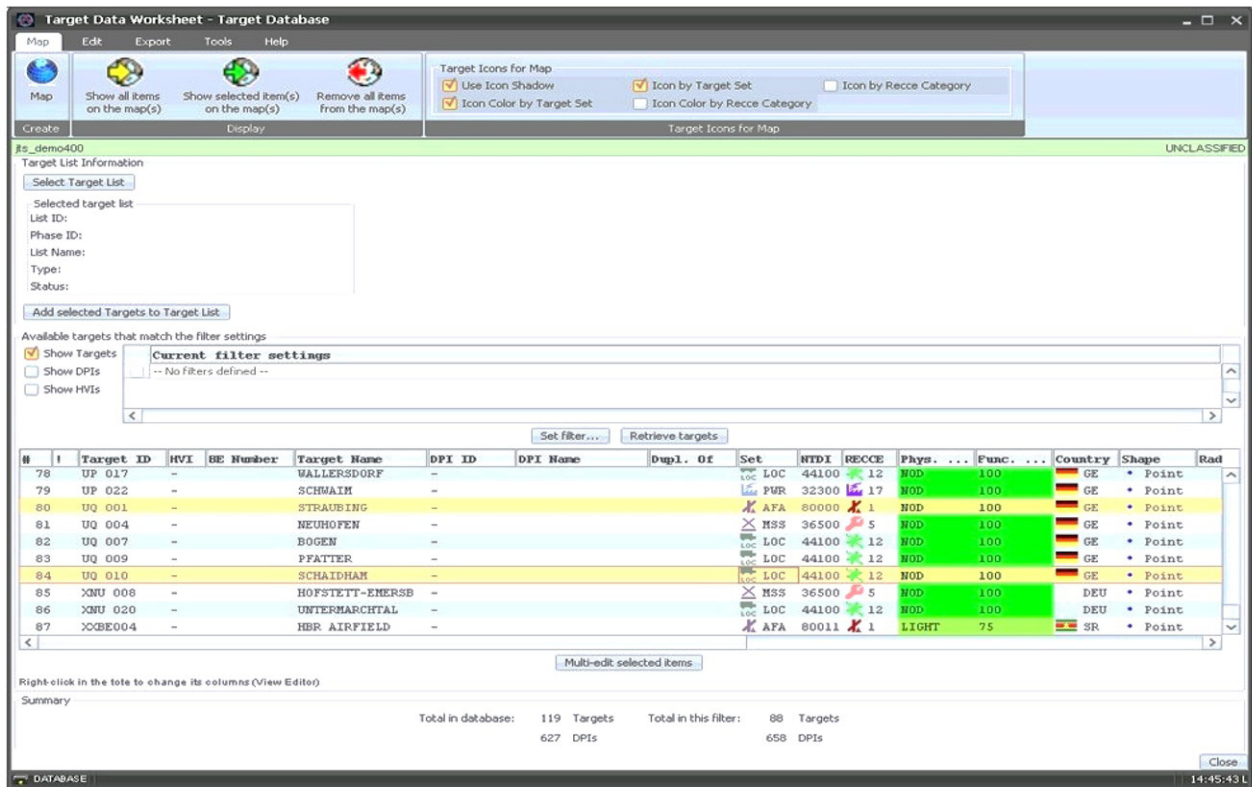 Target Data Worksheet - Target Database
Map Edit Export Tools Help
Map
Show all items on the map(s)
Show selected item(s) on the map(s)
Remove all items from the map(s)
Target Icons for Map
Use Icon Shadow Icon by Target Set Icon by Recce Category
Icon Color by Target Set Icon Color by Recce Category
Create Display Target Icons for Map
jts_demo400 UNCLASSIFIED
Target List Information
Select Target List
Selected target list
List ID:
Phase ID:
List Name:
Type:
Status:
Add selected Targets to Target List
Available targets that match the filter settings
Show Targets Current filter settings
Show DPIs -- No filters defined --
Show HVIs
Set filter... Retrieve targets
# ! Target ID HVI BE Number Target Name DPI ID DPI Name Dupl. Of Set NTDI RECCE Phys. ... Func. ... Country Shape Rad
78 UP 017 - WALLERSDORF - LOC LOC 44100 12 NOD 100 GE • Point
79 UP 022 - SCHWAIM - PWR 32300 17 NOD 100 GE • Point
80 UQ 001 - STRAUBING - AFA 80000 1 NOD 100 GE • Point
81 UQ 004 - NEUHOFEN - MSS 36500 5 NOD 100 GE • Point
82 UQ 007 - BOGEN - LOC LOC 44100 12 NOD 100 GE • Point
83 UQ 009 - PFATTER - LOC LOC 44100 12 NOD 100 GE • Point
84 UQ 010 - SCHAIDHAM - LOC LOC 44100 12 NOD 100 GE • Point
85 XNU 008 - HOFSTETT-EMERSB - MSS 36500 5 NOD 100 DEU • Point
86 XNU 020 - UNTERMARCHTAL - LOC LOC 44100 12 NOD 100 DEU • Point
87 XXBE004 - HBR AIRFIELD - AFA 80011 1 LIGHT 75 SR • Point
Multi-edit selected items
Right-click in the tote to change its columns (View Editor)
Summary
Total in database: 119 Targets Total in this filter: 88 Targets
627 DPIs 658 DPIs
Close
DATABASE 14:45:43 L